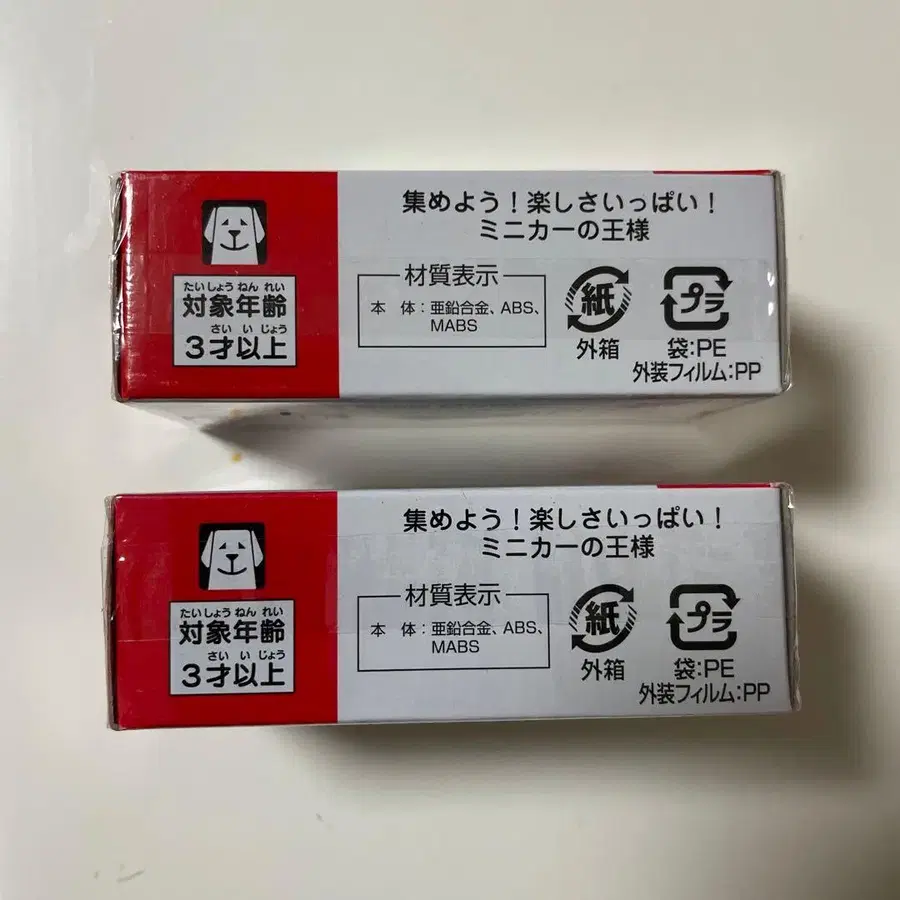 集めよう！楽しさいっぱい！
ミニカーの王様
たいしょう ねん れい
対象年齢
さい い じょう
3才以上
材質表示
本　体：亜鉛合金、ABS、
MABS
紙
外箱
プラ
袋：PE
外装フィルム：PP
集めよう！楽しさいっぱい！
ミニカーの王様
たいしょう ねん れい
対象年齢
さい い じょう
3才以上
材質表示
本　体：亜鉛合金、ABS、
MABS
紙
外箱
プラ
袋：PE
外装フィルム：PP